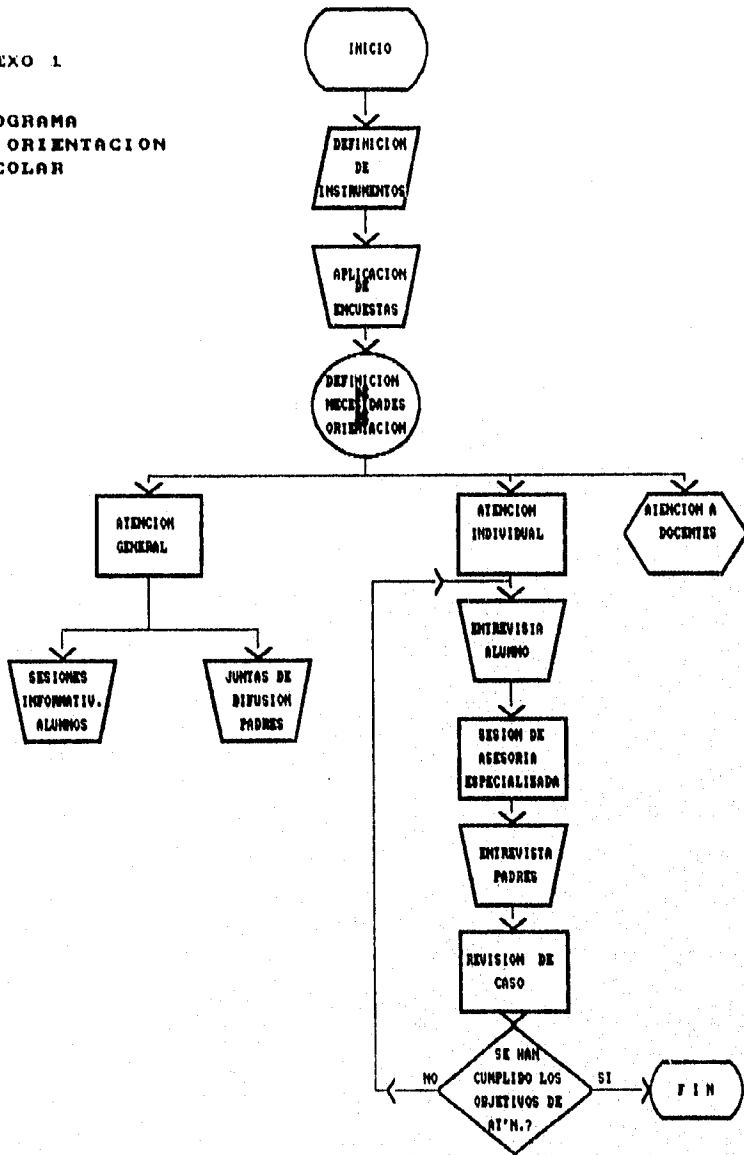 EXO 1
OGRAMA
ORIENTACION
COLAR
INICIO
DEFINICION
DE
INSTRUMENTOS
APLICACION
DE
ENCUESTAS
DEFINICION
NECESIDADES
ORIENTACION
ATENCION
GENERAL
ATENCION
INDIVIDUAL
ATENCION A
DOCENTES
SESIONES
INFORMATIV.
ALUMNOS
JUNTAS DE
DIFUSION
PADRES
ENTREVISTA
ALUMNO
SESION DE
ASESORIA
ESPECIALIZADA
ENTREVISTA
PADRES
REVISION DE
CASO
SE HAN
CUMPLIDO LOS
OBJETIVOS DE
AT'N.?
NO
SI
F I N